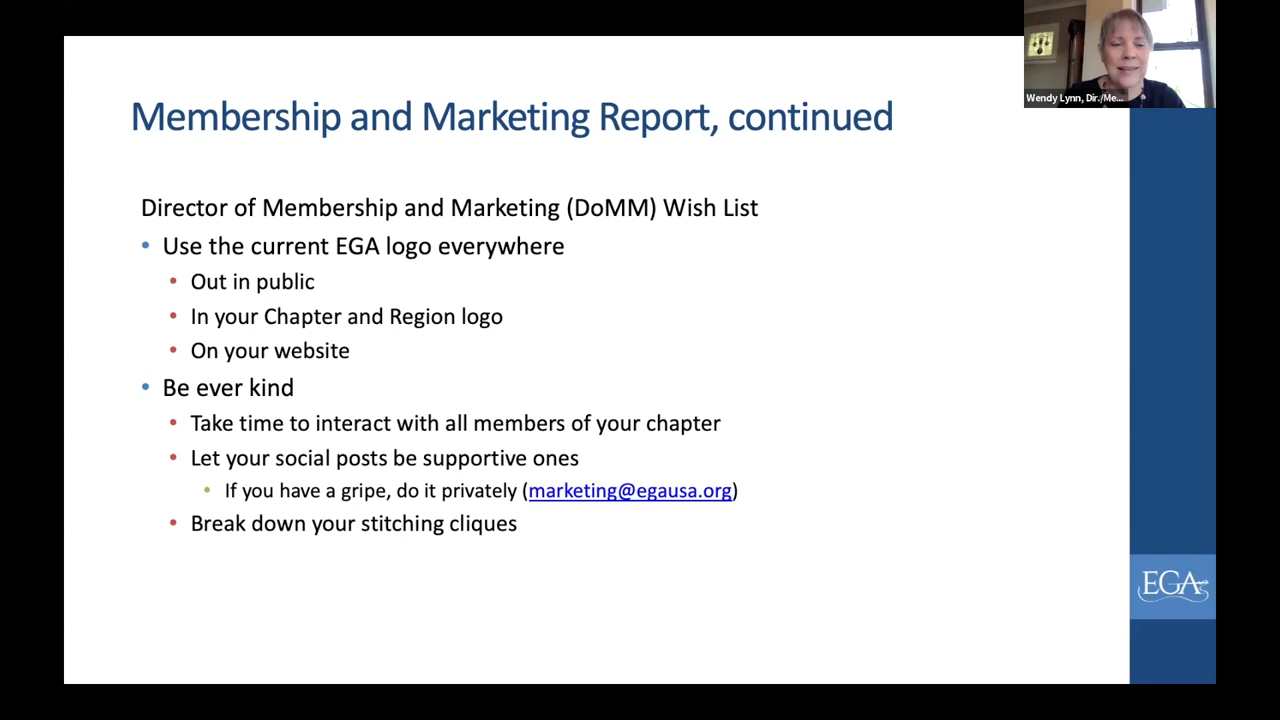 Wendy Lynn, Dir./Me...
Membership and Marketing Report, continued
Director of Membership and Marketing (DoMM) Wish List
• Use the current EGA logo everywhere
• Out in public
• In your Chapter and Region logo
• On your website
• Be ever kind
• Take time to interact with all members of your chapter
• Let your social posts be supportive ones
• If you have a gripe, do it privately (marketing@egausa.org)
• Break down your stitching cliques
EGA